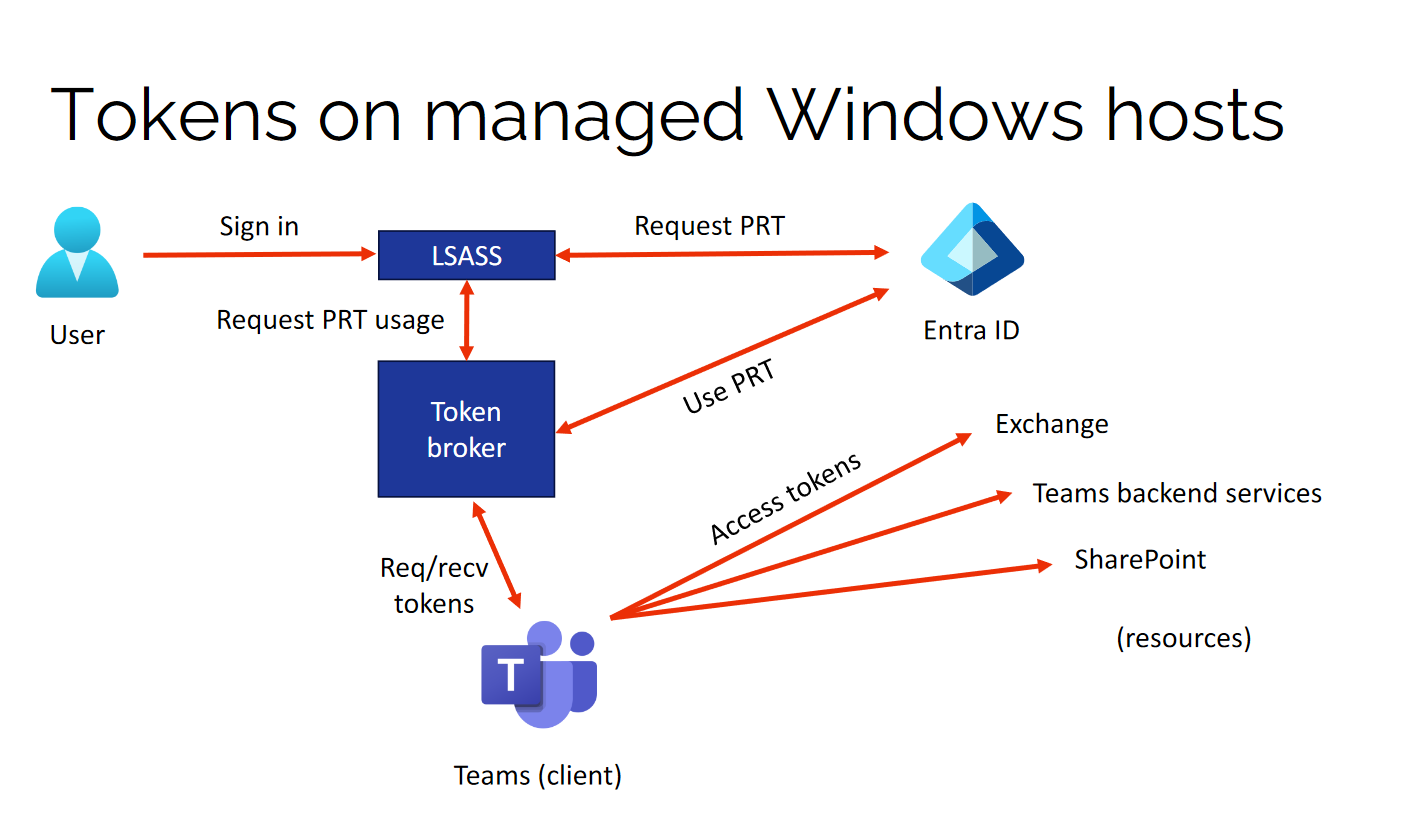 Tokens on managed Windows hosts
Sign in
Request PRT
LSASS
User
Request PRT usage
Entra ID
Use PRT
Token
broker
Exchange
Access tokens
Teams backend services
SharePoint
Req/recv
tokens
(resources)
T
Teams (client)